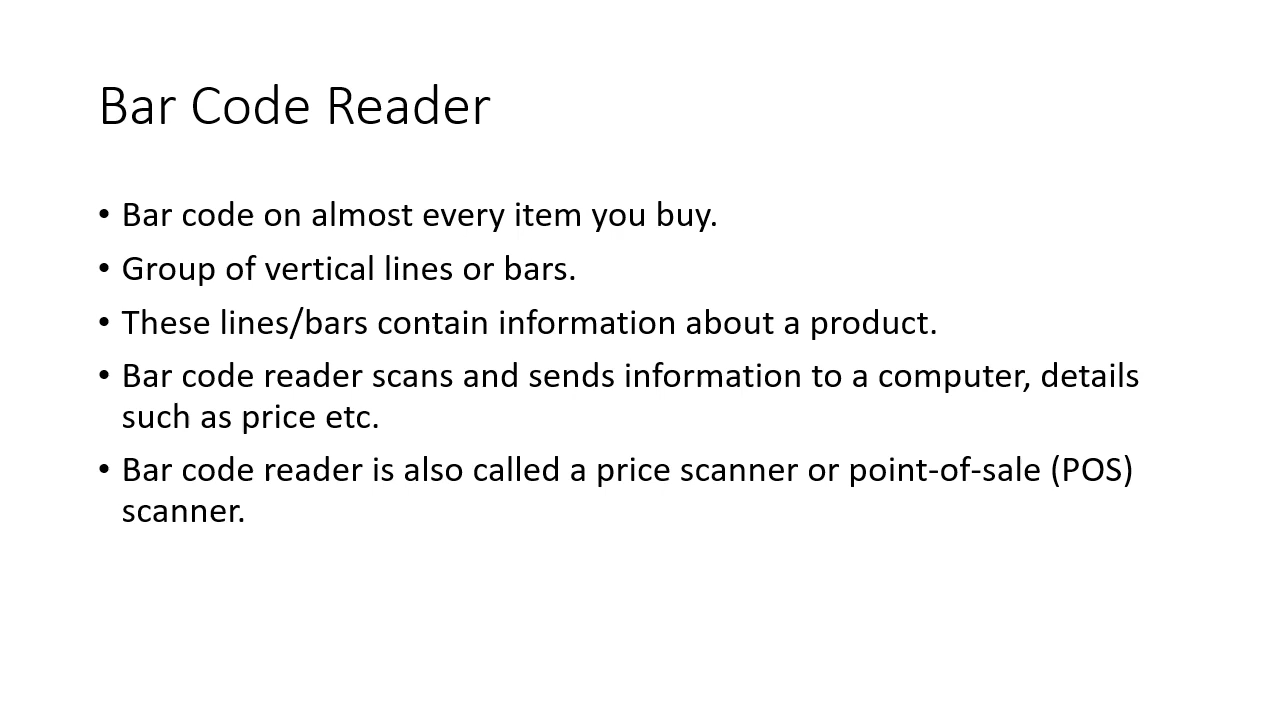 Bar Code Reader
• Bar code on almost every item you buy.
• Group of vertical lines or bars.
• These lines/bars contain information about a product.
• Bar code reader scans and sends information to a computer, details
such as price etc.
• Bar code reader is also called a price scanner or point-of-sale (POS)
scanner.